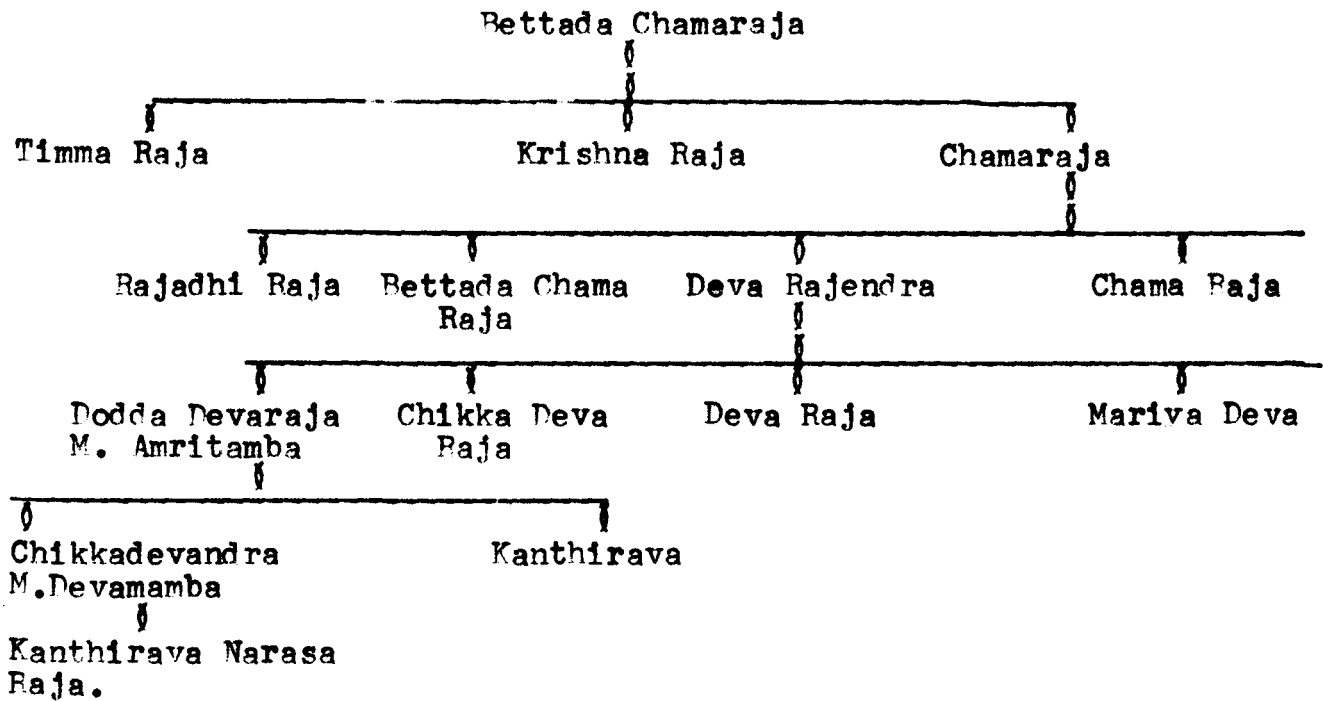 Bettada Chamaraja
Timma Raja Krishna Raja Chamaraja
Rajadhi Raja Bettada Chama Deva Rajendra Chama Raja
Raja
Dodda Devaraja Chikka Deva Deva Raja Mariva Deva
M. Amritamba Raja
Chikkadevandra Kanthirava
M.Devamamba
Kanthirava Narasa
Raja.